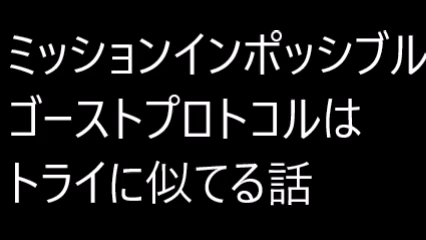 ミッションインポッシブル
ゴーストプロトコルは
トライに似てる話